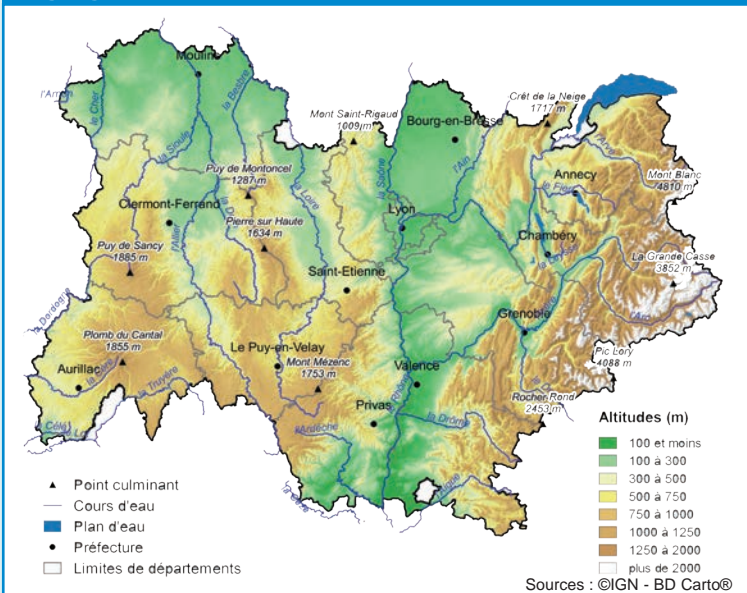 Moulins
l'Arnon
le Cher
la Besbre
la Sioule
Mont Saint-Rigaud
1009 m
Crêt de la Neige
1717 m
Bourg-en-Bresse
l'Ain
la Saône
l'Arve
Puy de Montoncel
1287 m
la Loire
Annecy
le Fier
Mont Blanc
4810 m
Clermont-Ferrand
l'Allier
Pierre sur Haute
1634 m
Lyon
Chambéry
Puy de Sancy
1885 m
La Grande Casse
3852 m
Saint-Etienne
l'Arc
la Dordogne
Grenoble
Plomb du Cantal
1855 m
Le Puy-en-Velay
Mont Mézenc
1753 m
Pic Lory
4088 m
Aurillac
la Cère
la Truyère
Valence
le Rhône
Rocher Rond
2453 m
Privas
la Drôme
l'Ardèche
Altitudes (m)
100 et moins
100 à 300
300 à 500
500 à 750
750 à 1000
1000 à 1250
1250 à 2000
plus de 2000
Point culminant
Cours d'eau
Plan d'eau
Préfecture
Limites de départements
Sources : ©IGN - BD Carto®